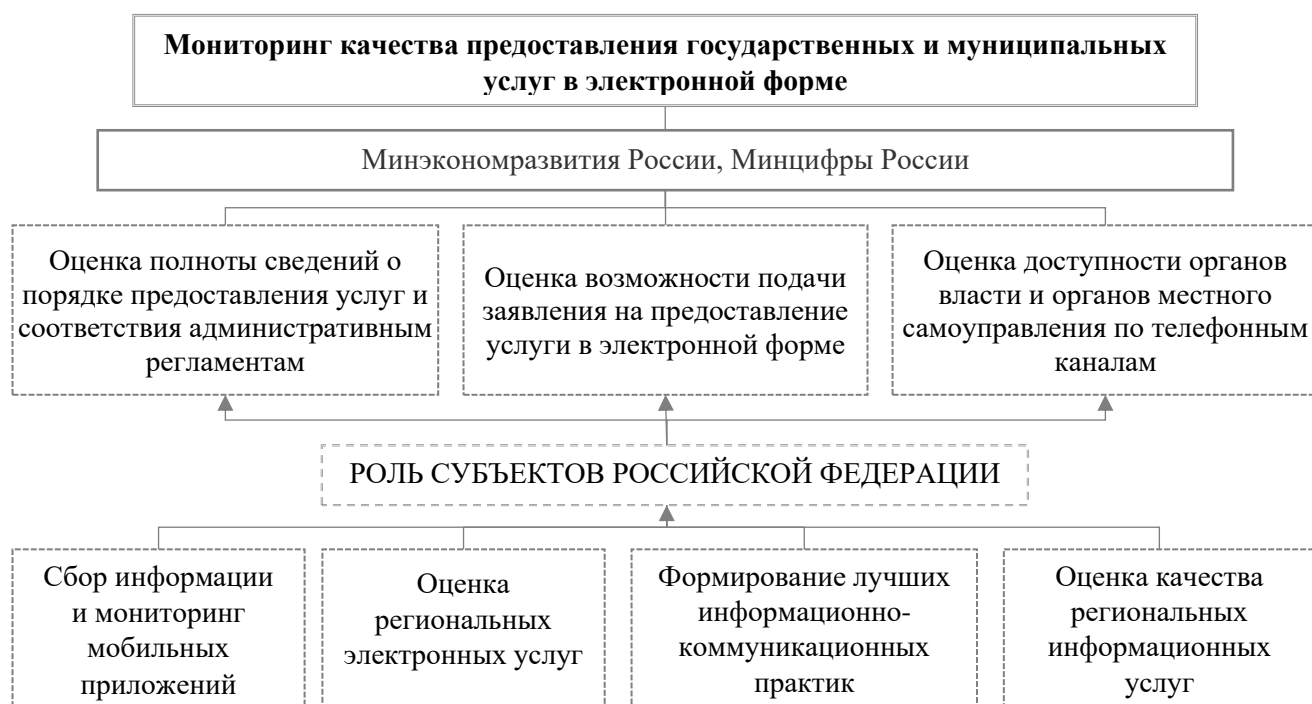 Мониторинг качества предоставления государственных и муниципальных
услуг в электронной форме
Минэкономразвития России, Минцифры России
Оценка полноты сведений о
порядке предоставления услуг и
соответствия административным
регламентам
Оценка возможности подачи
заявления на предоставление
услуги в электронной форме
Оценка доступности органов
власти и органов местного
самоуправления по телефонным
каналам
РОЛЬ СУБЪЕКТОВ РОССИЙСКОЙ ФЕДЕРАЦИИ
Сбор информации
и мониторинг
мобильных
приложений
Оценка
региональных
электронных услуг
Формирование лучших
информационно-
коммуникационных
практик
Оценка качества
региональных
информационных
услуг